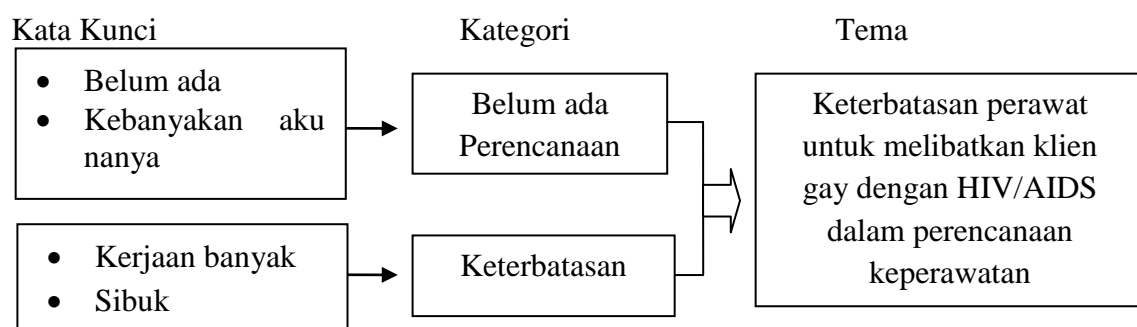 Kata Kunci Kategori Tema
• Belum ada
• Kebanyakan aku
nanya
Belum ada
Perencanaan
• Kerjaan banyak
• Sibuk
Keterbatasan
Keterbatasan perawat
untuk melibatkan klien
gay dengan HIV/AIDS
dalam perencanaan
keperawatan